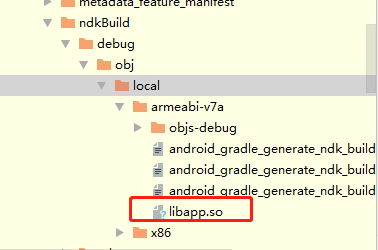 metadata_feature_manifest
ndkBuild
debug
obj
local
armeabi-v7a
objs-debug
android_gradle_generate_ndk_build
android_gradle_generate_ndk_build
android_gradle_generate_ndk_build
libapp.so
x86